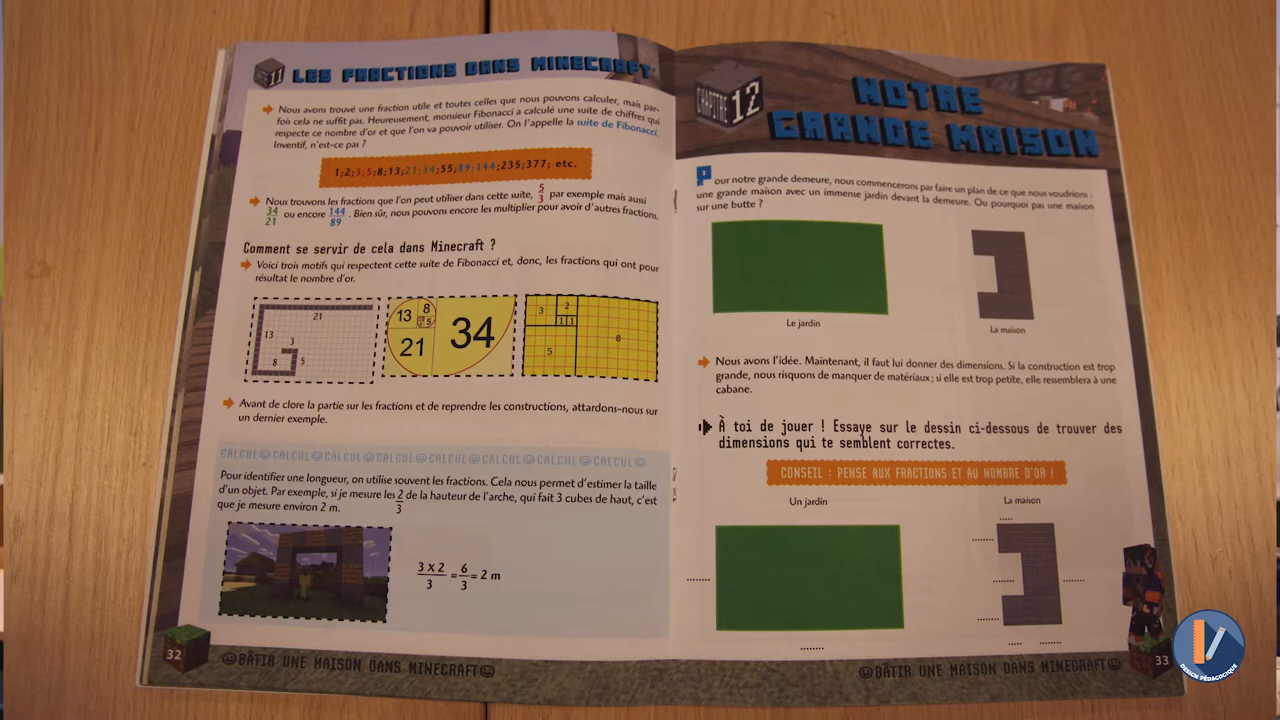 11 LES FRACTIONS DANS MINECRAFT
Nous avons trouvé une fraction utile et toutes celles que nous pouvons calculer, mais par-
fois cela ne suffit pas. Heureusement, monsieur Fibonacci a calculé une suite de chiffres qui
respecte ce nombre d'or et que l'on va pouvoir utiliser. On l'appelle la suite de Fibonacci.
Inventif, n'est-ce pas ?
1;2;3;5;8;13;21;34;55;89;144;235;377; etc.
Nous trouvons les fractions que l'on peut utiliser dans cette suite, 5/3 par exemple mais aussi
34/21 ou encore 144/89. Bien sûr, nous pouvons encore les multiplier pour avoir d'autres fractions.
Comment se servir de cela dans Minecraft ?
Voici trois motifs qui respectent cette suite de Fibonacci et, donc, les fractions qui ont pour
résultat le nombre d'or.
21
13
3
8
5
13
8
5
21
34
3
2
1
1
5
8
Avant de clore la partie sur les fractions et de reprendre les constructions, attardons-nous sur
un dernier exemple.
CALCUL CALCUL CALCUL CALCUL CALCUL CALCUL CALCUL CALCUL
Pour identifier une longueur, on utilise souvent les fractions. Cela nous permet d'estimer la taille
d'un objet. Par exemple, si je mesure les 2/3 de la hauteur de l'arche, qui fait 3 cubes de haut, c'est
que je mesure environ 2 m.
3 x 2/3 = 6/3 = 2 m
32
BÂTIR UNE MAISON DANS MINECRAFT
CHAPITRE 12
NOTRE
GRANDE MAISON
Pour notre grande demeure, nous commencerons par faire un plan de ce que nous voudrions :
une grande maison avec un immense jardin devant la demeure. Ou pourquoi pas une maison
sur une butte ?
Le jardin
La maison
Nous avons l'idée. Maintenant, il faut lui donner des dimensions. Si la construction est trop
grande, nous risquons de manquer de matériaux ; si elle est trop petite, elle ressemblera à une
cabane.
À toi de jouer ! Essaye sur le dessin ci-dessous de trouver des
dimensions qui te semblent correctes.
CONSEIL : PENSE AUX FRACTIONS ET AU NOMBRE D'OR !
Un jardin
La maison
BÂTIR UNE MAISON DANS MINECRAFT
33
DESIGN PÉDAGOGIQUE